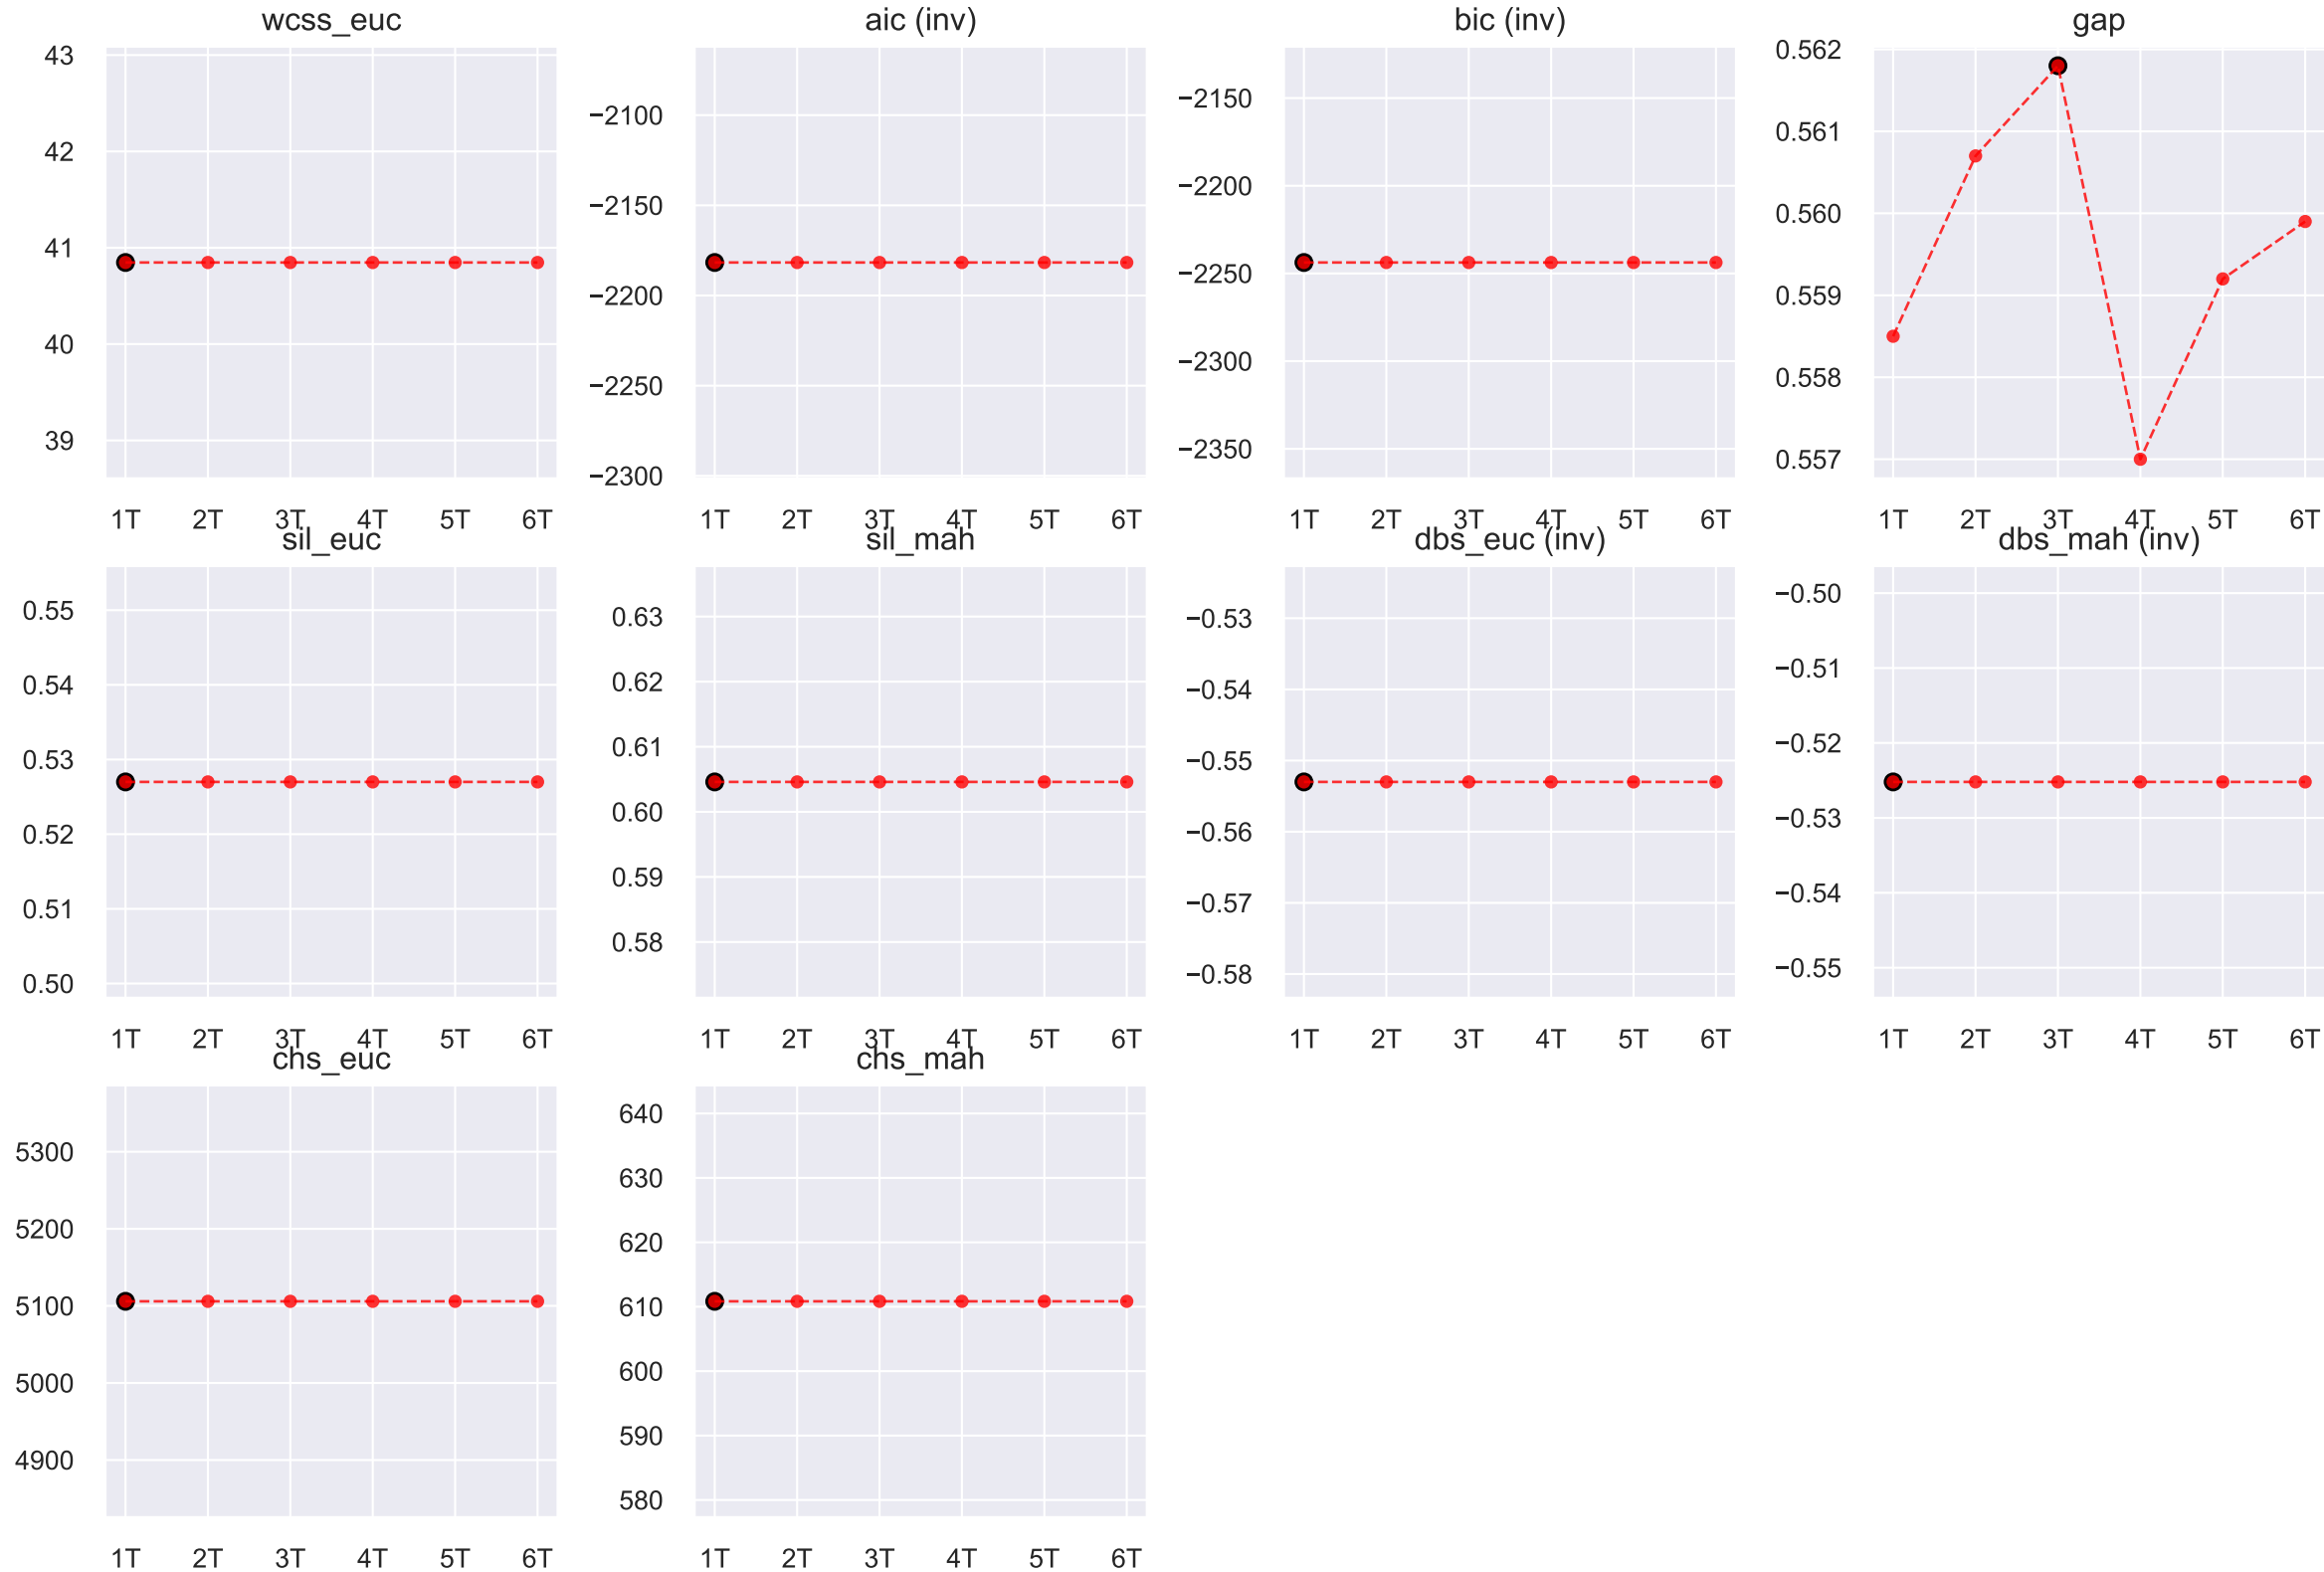 wcss_euc
43
42
41
40
39
1T 2T 3T 4T 5T 6T
aic (inv)
−2100
−2150
−2200
−2250
−2300
1T 2T 3T 4T 5T 6T
bic (inv)
−2150
−2200
−2250
−2300
−2350
1T 2T 3T 4T 5T 6T
gap
0.562
0.561
0.560
0.559
0.558
0.557
1T 2T 3T 4T 5T 6T
sil_euc
0.55
0.54
0.53
0.52
0.51
0.50
1T 2T 3T 4T 5T 6T
sil_mah
0.63
0.62
0.61
0.60
0.59
0.58
1T 2T 3T 4T 5T 6T
dbs_euc (inv)
−0.53
−0.54
−0.55
−0.56
−0.57
−0.58
1T 2T 3T 4T 5T 6T
dbs_mah (inv)
−0.50
−0.51
−0.52
−0.53
−0.54
−0.55
1T 2T 3T 4T 5T 6T
chs_euc
5300
5200
5100
5000
4900
1T 2T 3T 4T 5T 6T
chs_mah
640
630
620
610
600
590
580
1T 2T 3T 4T 5T 6T